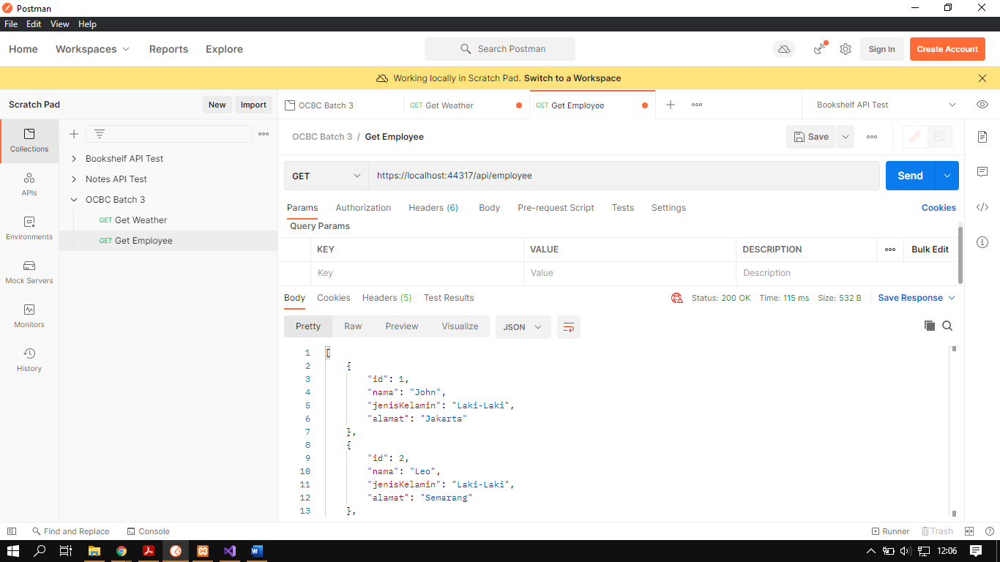 Postman
File Edit View Help
Home Workspaces Reports Explore Search Postman Sign In Create Account
Working locally in Scratch Pad. Switch to a Workspace
Scratch Pad New Import
OCBC Batch 3 GET Get Weather GET Get Employee Bookshelf API Test
Collections
APIs
Environments
Mock Servers
Monitors
History
Bookshelf API Test
Notes API Test
OCBC Batch 3
GET Get Weather
GET Get Employee
OCBC Batch 3 / Get Employee Save
GET https://localhost:44317/api/employee Send
Params Authorization Headers (6) Body Pre-request Script Tests Settings Cookies
Query Params
KEY VALUE DESCRIPTION Bulk Edit
Key Value Description
Body Cookies Headers (5) Test Results Status: 200 OK Time: 115 ms Size: 532 B Save Response
Pretty Raw Preview Visualize JSON
1 [
2 {
3 "id": 1,
4 "nama": "John",
5 "jenisKelamin": "Laki-Laki",
6 "alamat": "Jakarta"
7 },
8 {
9 "id": 2,
10 "nama": "Leo",
11 "jenisKelamin": "Laki-Laki",
12 "alamat": "Semarang"
13 },
Find and Replace Console Runner Trash
12:06